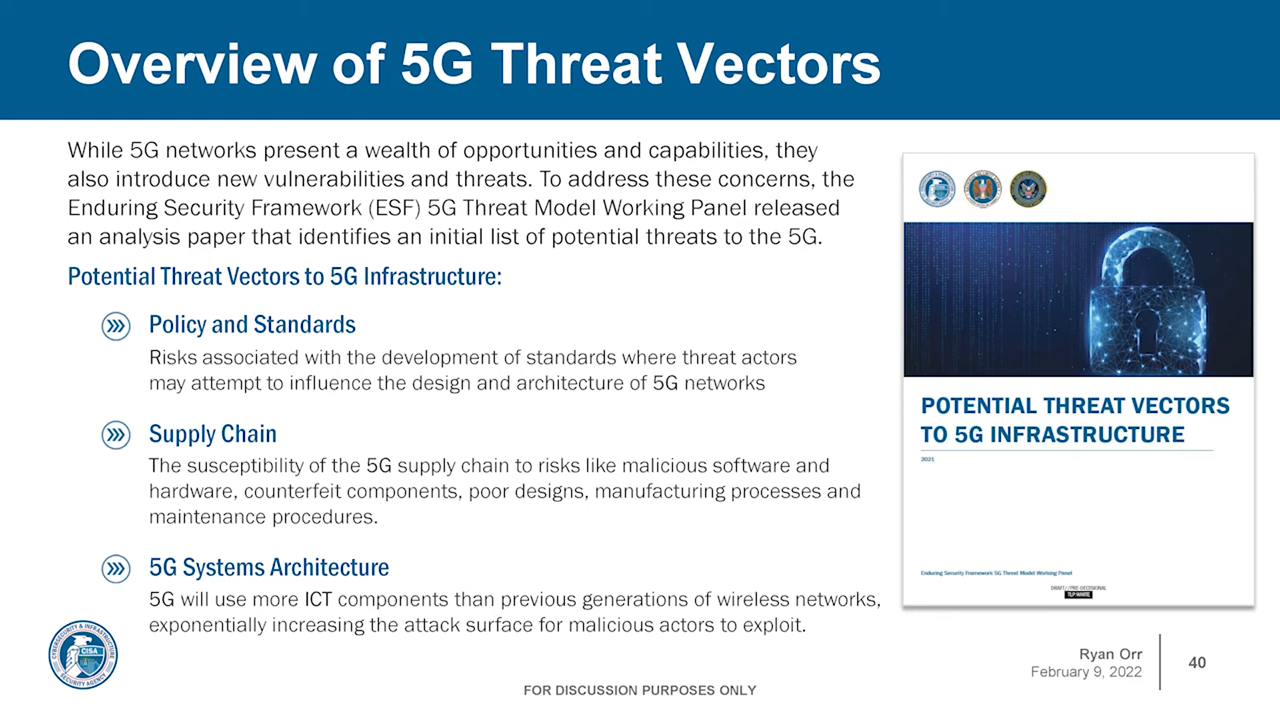 Overview of 5G Threat Vectors
While 5G networks present a wealth of opportunities and capabilities, they
also introduce new vulnerabilities and threats. To address these concerns, the
Enduring Security Framework (ESF) 5G Threat Model Working Panel released
an analysis paper that identifies an initial list of potential threats to the 5G.
Potential Threat Vectors to 5G Infrastructure:
Policy and Standards
Risks associated with the development of standards where threat actors
may attempt to influence the design and architecture of 5G networks
Supply Chain
The susceptibility of the 5G supply chain to risks like malicious software and
hardware, counterfeit components, poor designs, manufacturing processes and
maintenance procedures.
5G Systems Architecture
5G will use more ICT components than previous generations of wireless networks,
exponentially increasing the attack surface for malicious actors to exploit.
POTENTIAL THREAT VECTORS
TO 5G INFRASTRUCTURE
2021
Enduring Security Framework 5G Threat Model Working Panel
DRAFT//PRE-DECISIONAL
TLP:WHITE
CYBERSECURITY & INFRASTRUCTURE
CISA
SECURITY AGENCY
Ryan Orr
February 9, 2022
40
FOR DISCUSSION PURPOSES ONLY